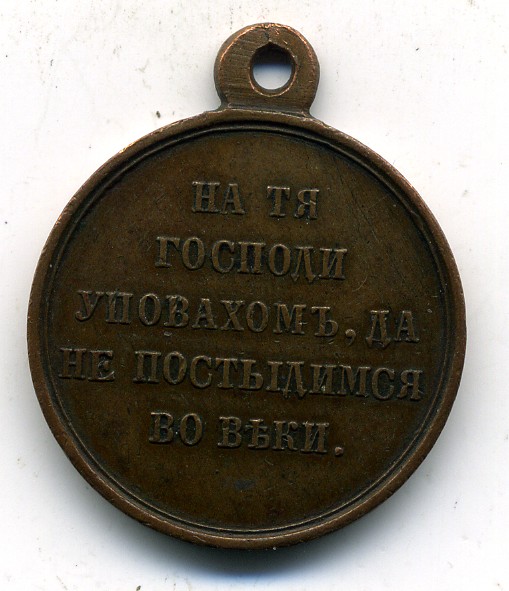 НА ТЯ
ГОСПОДИ
УПОВАХОМЪ, ДА
НЕ ПОСТЫДИМСЯ
ВО ВѢКИ.